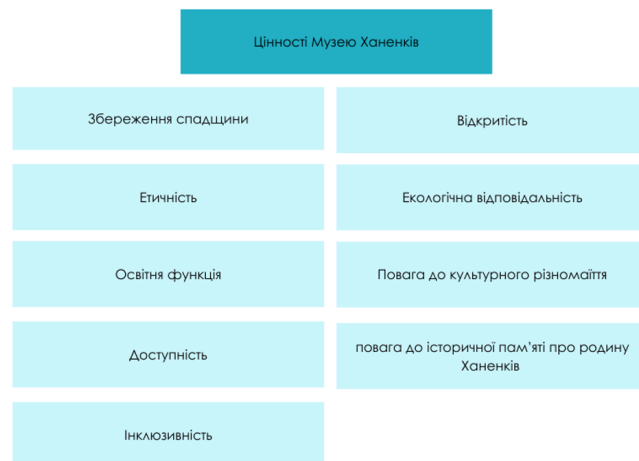 Цінності Музею Ханенків
Збереження спадщини
Відкритість
Етичність
Екологічна відповідальність
Освітня функція
Повага до культурного різномаїття
Доступність
повага до історичної пам'яті про родину
Ханенків
Інклюзивність